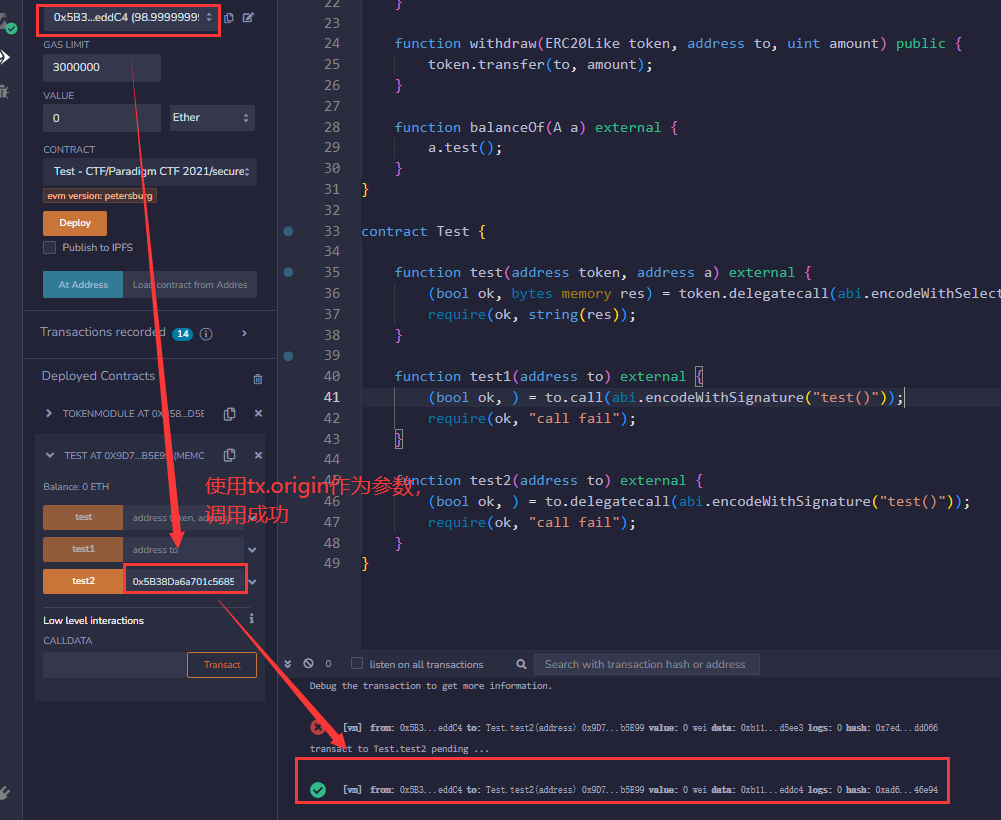 0x5B3...eddC4 (98.99999999
GAS LIMIT
3000000
VALUE
0
Ether
CONTRACT
Test - CTF/Paradigm CTF 2021/secure
evm version: petersburg
Deploy
Publish to IPFS
At Address
Load contract from Addres
Transactions recorded 14 i
Deployed Contracts
TOKENMODULE AT 0X358...D5E
TEST AT 0X9D7...B5E99 (MEMO
Balance: 0 ETH
test
address token, address
test1
address to
test2
0x5B38Da6a701c5685
Low level interactions
i
CALLDATA
Transact
使用tx.origin作为参数，
调用成功
22 }
23
24 function withdraw(ERC20Like token, address to, uint amount) public {
25 token.transfer(to, amount);
26 }
27
28 function balanceOf(A a) external {
29 a.test();
30 }
31 }
32
33 contract Test {
34
35 function test(address token, address a) external {
36 (bool ok, bytes memory res) = token.delegatecall(abi.encodeWithSelect
37 require(ok, string(res));
38 }
39
40 function test1(address to) external {
41 (bool ok, ) = to.call(abi.encodeWithSignature("test()"));
42 require(ok, "call fail");
43 }
44
45 function test2(address to) external {
46 (bool ok, ) = to.delegatecall(abi.encodeWithSignature("test()"));
47 require(ok, "call fail");
48 }
49 }
0
listen on all transactions
Search with transaction hash or address
Debug the transaction to get more information.
[vm] from: 0x5B3...eddC4 to: Test.test2(address) 0x9D7...b5E99 value: 0 wei data: 0xb11...d5ee3 logs: 0 hash: 0x7ed...dd066
transact to Test.test2 pending ...
[vm] from: 0x5B3...eddC4 to: Test.test2(address) 0x9D7...b5E99 value: 0 wei data: 0xb11...eddc4 logs: 0 hash: 0xad6...46e94